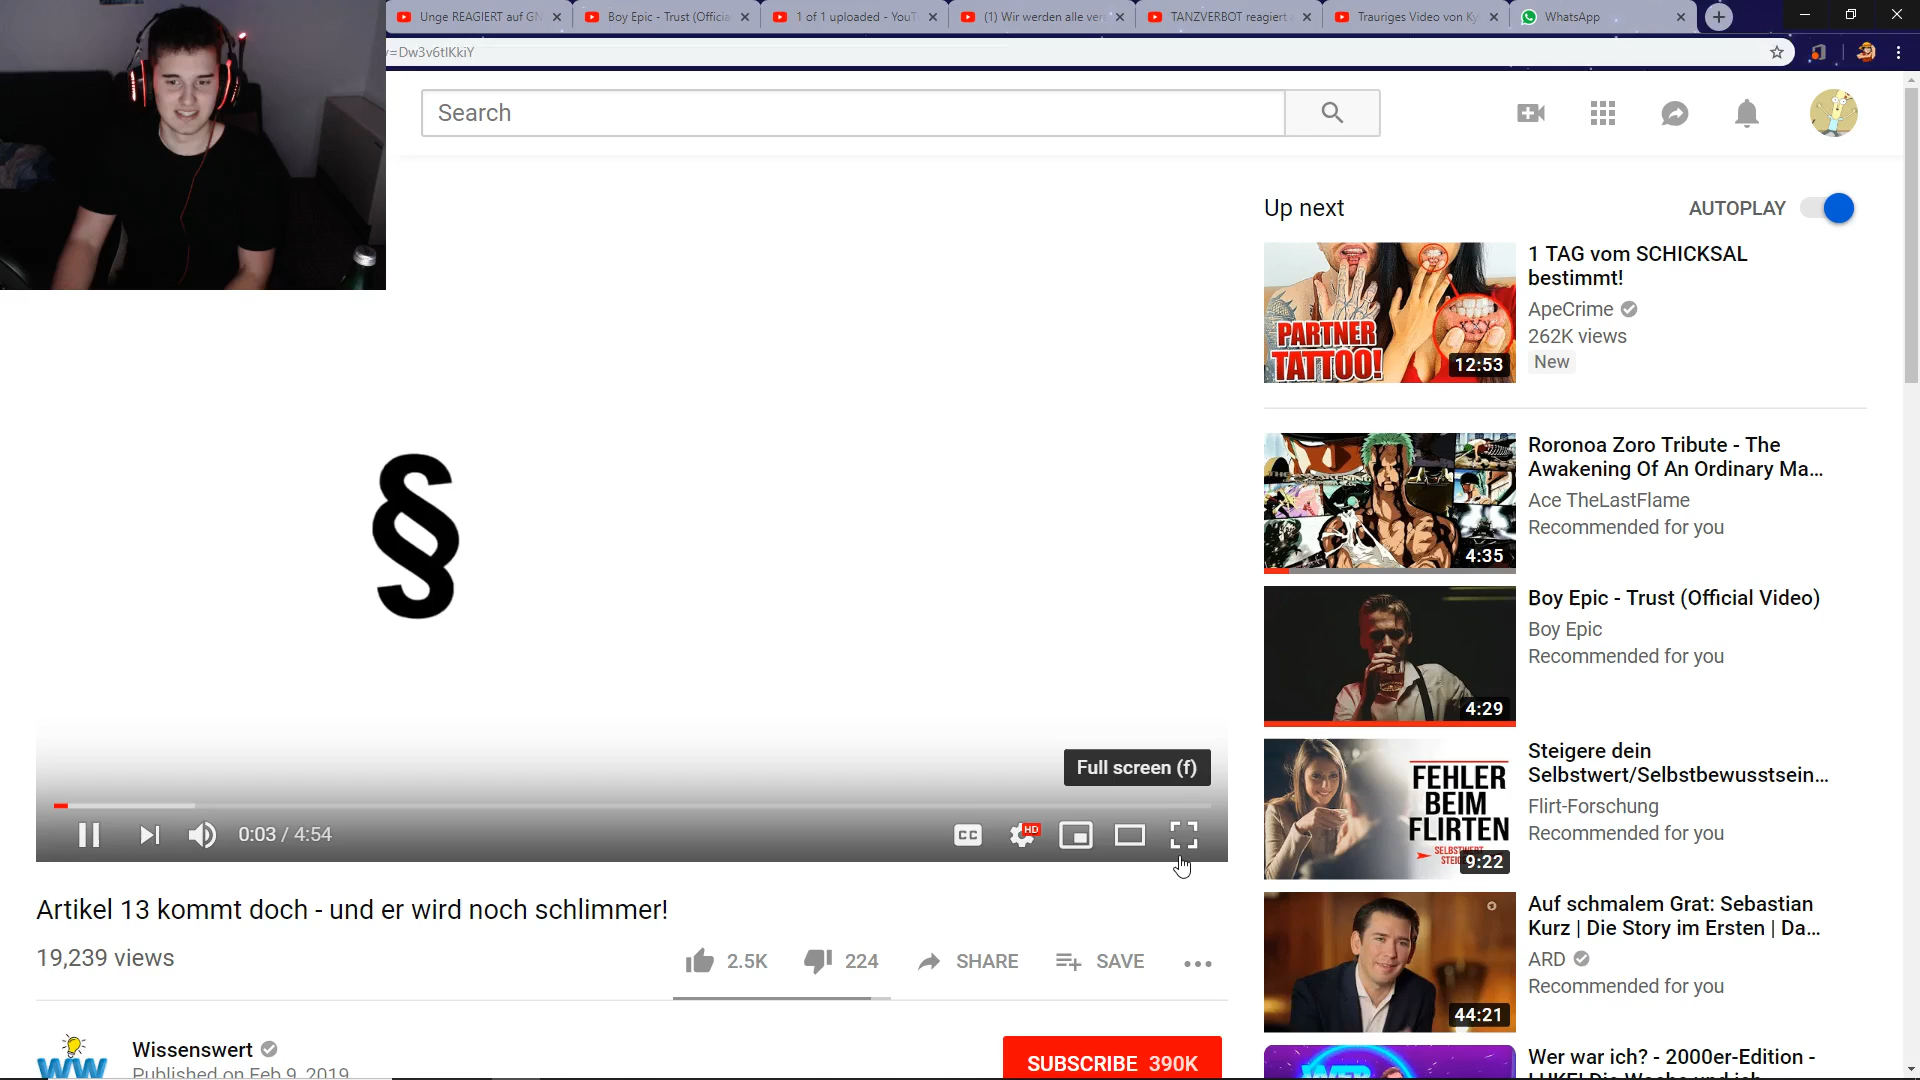 Unge REAGIERT auf GN
Boy Epic - Trust (Officia
1 of 1 uploaded - YouT
(1) Wir werden alle ver
TANZVERBOT reagiert
Trauriges Video von Ky
WhatsApp
=Dw3v6tlKkiY
Search
Up next
AUTOPLAY
PARTNER
TATTOO!
12:53
1 TAG vom SCHICKSAL
bestimmt!
ApeCrime
262K views
New
4:35
Roronoa Zoro Tribute - The
Awakening Of An Ordinary Ma...
Ace TheLastFlame
Recommended for you
4:29
Boy Epic - Trust (Official Video)
Boy Epic
Recommended for you
FEHLER
BEIM
FLIRTEN
9:22
Steigere dein
Selbstwert/Selbstbewusstsein...
Flirt-Forschung
Recommended for you
44:21
Auf schmalem Grat: Sebastian
Kurz | Die Story im Ersten | Da...
ARD
Recommended for you
Wer war ich? - 2000er-Edition -
§
Full screen (f)
0:03 / 4:54
CC
HD
Artikel 13 kommt doch - und er wird noch schlimmer!
19,239 views
2.5K
224
SHARE
SAVE
ww
Wissenswert
Published on Feb 9, 2019
SUBSCRIBE 390K